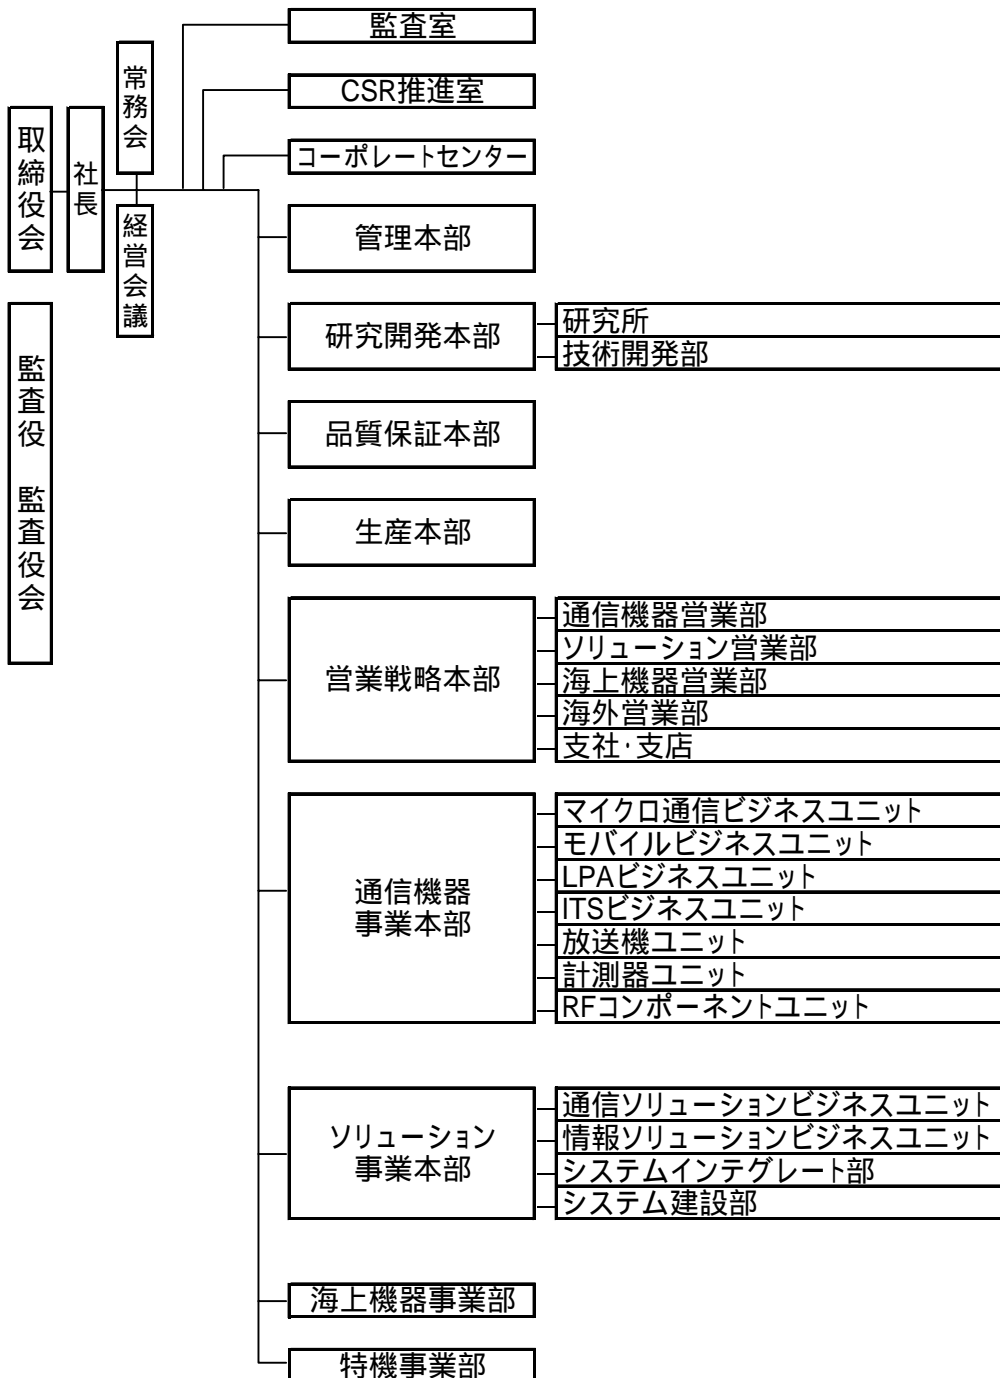 監査室
常務会
CSR推進室
取締役会
社長
コーポレートセンター
経営会議
管理本部
監査役 監査役会
研究開発本部
研究所
技術開発部
品質保証本部
生産本部
営業戦略本部
通信機器営業部
ソリューション営業部
海上機器営業部
海外営業部
支社・支店
通信機器
事業本部
マイクロ通信ビジネスユニット
モバイルビジネスユニット
LPAビジネスユニット
ITSビジネスユニット
放送機ユニット
計測器ユニット
RFコンポーネントユニット
ソリューション
事業本部
通信ソリューションビジネスユニット
情報ソリューションビジネスユニット
システムインテグレート部
システム建設部
海上機器事業部
特機事業部